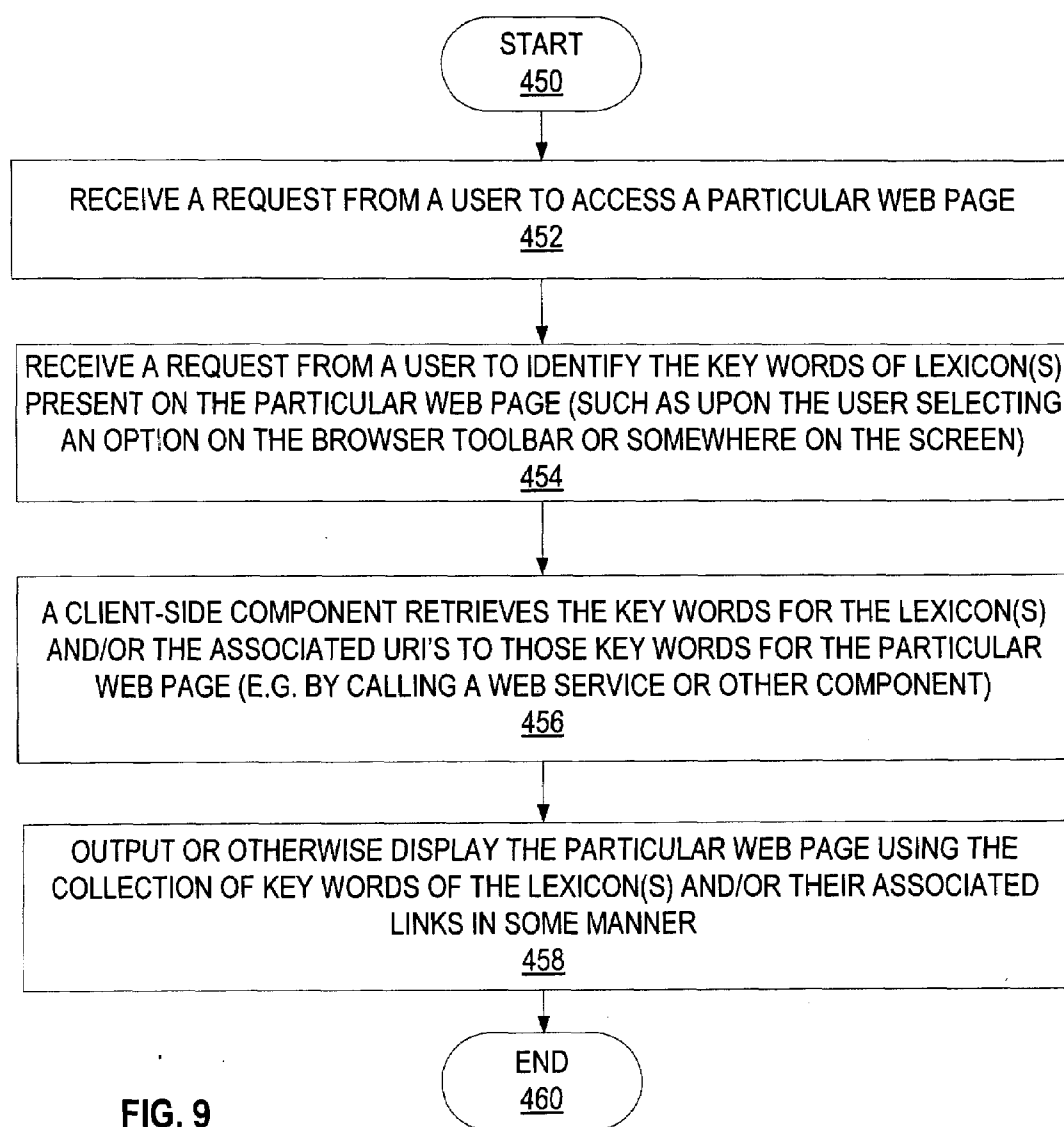 START
450
RECEIVE A REQUEST FROM A USER TO ACCESS A PARTICULAR WEB PAGE
452
RECEIVE A REQUEST FROM A USER TO IDENTIFY THE KEY WORDS OF LEXICON(S)
PRESENT ON THE PARTICULAR WEB PAGE (SUCH AS UPON THE USER SELECTING
AN OPTION ON THE BROWSER TOOLBAR OR SOMEWHERE ON THE SCREEN)
454
A CLIENT-SIDE COMPONENT RETRIEVES THE KEY WORDS FOR THE LEXICON(S)
AND/OR THE ASSOCIATED URI'S TO THOSE KEY WORDS FOR THE PARTICULAR
WEB PAGE (E.G. BY CALLING A WEB SERVICE OR OTHER COMPONENT)
456
OUTPUT OR OTHERWISE DISPLAY THE PARTICULAR WEB PAGE USING THE
COLLECTION OF KEY WORDS OF THE LEXICON(S) AND/OR THEIR ASSOCIATED
LINKS IN SOME MANNER
458
END
460
FIG. 9